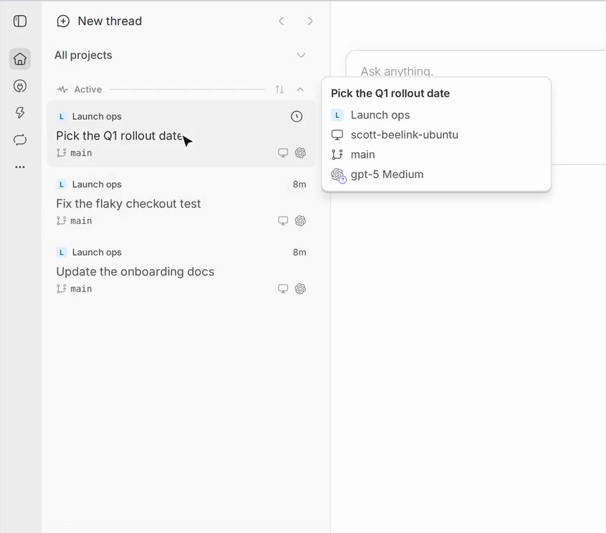 New thread
All projects
Active
L Launch ops
Pick the Q1 rollout date
main
L Launch ops 8m
Fix the flaky checkout test
main
L Launch ops 8m
Update the onboarding docs
main
Ask anything.
Pick the Q1 rollout date
L Launch ops
scott-beelink-ubuntu
main
gpt-5 Medium